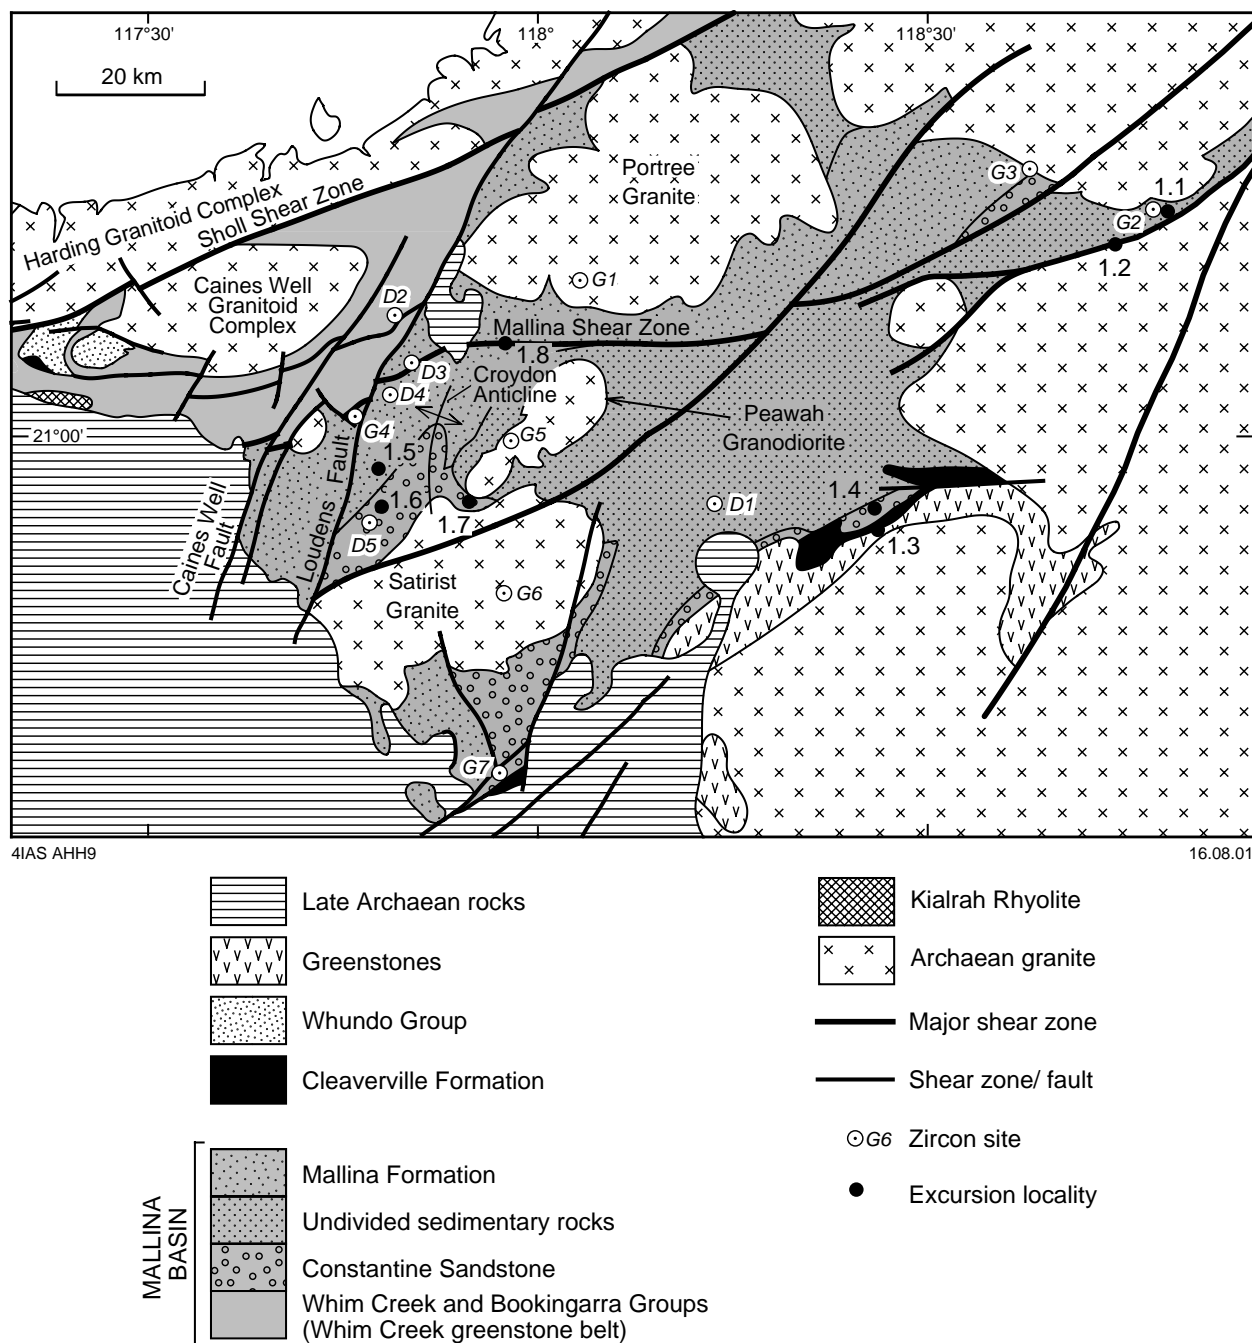 117°30'
118°
118°30'
20 km
Portree
Granite
G3
1.1
G2
1.2
Harding Granitoid Complex
Sholl Shear Zone
G1
Caines Well
Granitoid
Complex
D2
Mallina Shear Zone
1.8
D3
Croydon
Anticline
D4
Peawah
Granodiorite
21°00'
G4
G5
1.5
1.4
1.6
D1
1.7
D5
1.3
Caines Well
Fault
Loudens Fault
Satirist
Granite
G6
G7
4IAS AHH9
16.08.01
Late Archaean rocks
Greenstones
Whundo Group
Cleaverville Formation
Kialrah Rhyolite
Archaean granite
Major shear zone
Shear zone/ fault
G6 Zircon site
Excursion locality
MALLINA
BASIN
Mallina Formation
Undivided sedimentary rocks
Constantine Sandstone
Whim Creek and Bookingarra Groups
(Whim Creek greenstone belt)